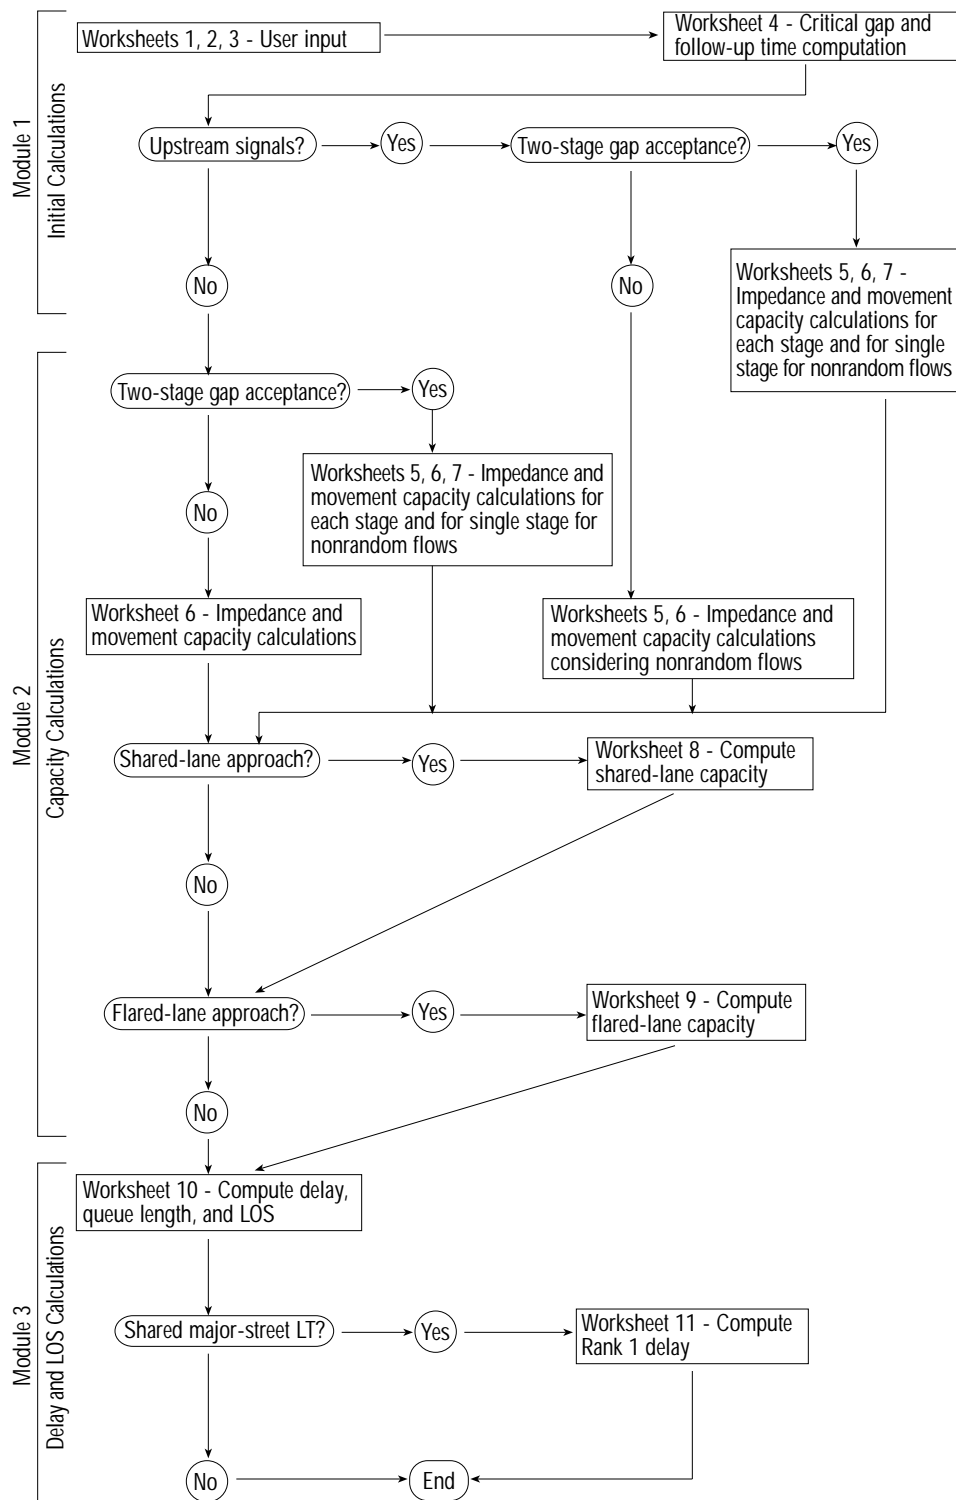 Module 1
Initial Calculations
Worksheets 1, 2, 3 - User input
Worksheet 4 - Critical gap and
follow-up time computation
Upstream signals?
Yes
Two-stage gap acceptance?
Yes
No
No
Worksheets 5, 6, 7 -
Impedance and movement
capacity calculations for
each stage and for single
stage for nonrandom flows
Module 2
Capacity Calculations
Two-stage gap acceptance?
Yes
Worksheets 5, 6, 7 - Impedance and
movement capacity calculations for
each stage and for single stage for
nonrandom flows
No
Worksheet 6 - Impedance and
movement capacity calculations
Worksheets 5, 6 - Impedance and
movement capacity calculations
considering nonrandom flows
Shared-lane approach?
Yes
Worksheet 8 - Compute
shared-lane capacity
No
Flared-lane approach?
Yes
Worksheet 9 - Compute
flared-lane capacity
No
Module 3
Delay and LOS Calculations
Worksheet 10 - Compute delay,
queue length, and LOS
Shared major-street LT?
Yes
Worksheet 11 - Compute
Rank 1 delay
No
End